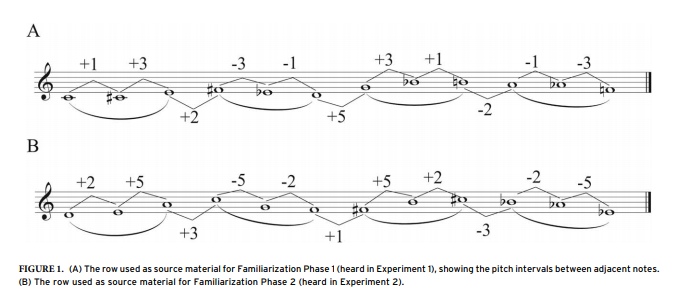 A
+1 +3 -3 -1 +3 +1 -1 -3
+2 +5 -2
B
+2 +5 -5 -2 +5 +2 -2 -5
+3 +1 -3
FIGURE 1. (A) The row used as source material for Familiarization Phase 1 (heard in Experiment 1), showing the pitch intervals between adjacent notes.
(B) The row used as source material for Familiarization Phase 2 (heard in Experiment 2).